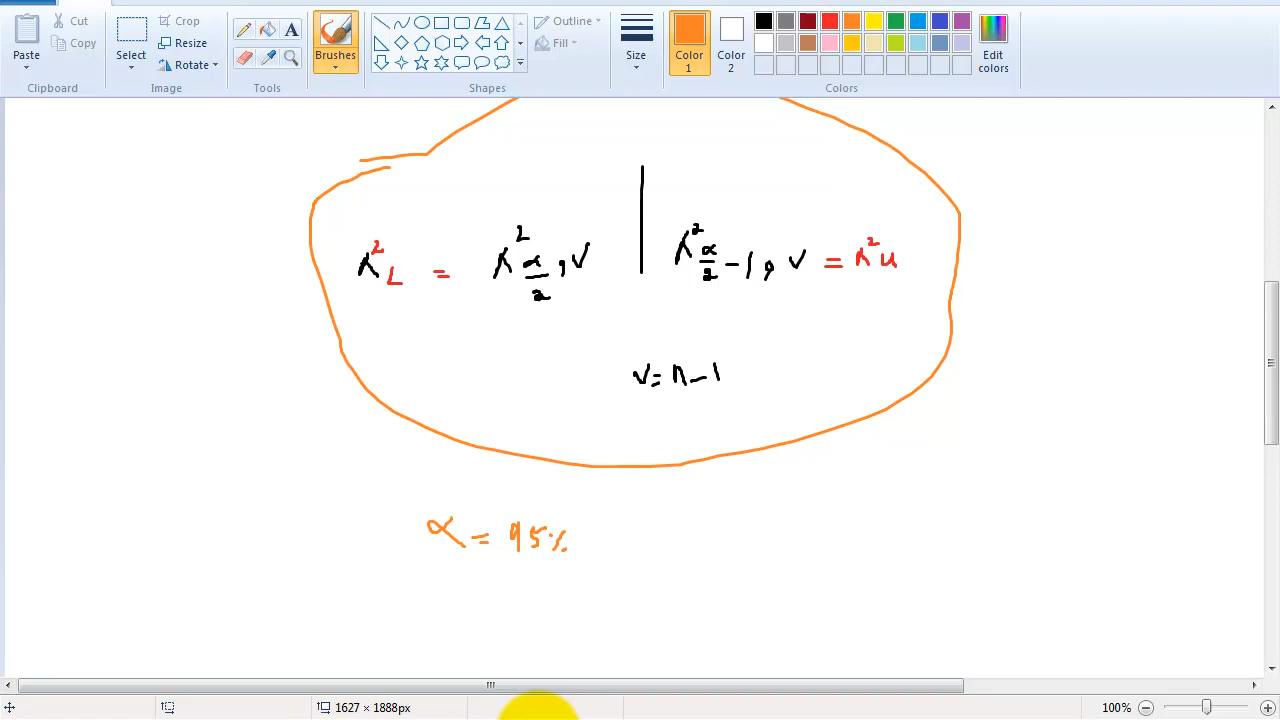 Cut
Crop
Outline
Paste
Copy
Select
Resize
Brushes
Fill
Size
Color 1
Color 2
Edit colors
Rotate
Clipboard
Image
Tools
Shapes
Colors
χ²L = χ²α/2, v
χ²α/2 - 1, v = χ²u
v = n - 1
α = 95%
1627 × 1888px
100%